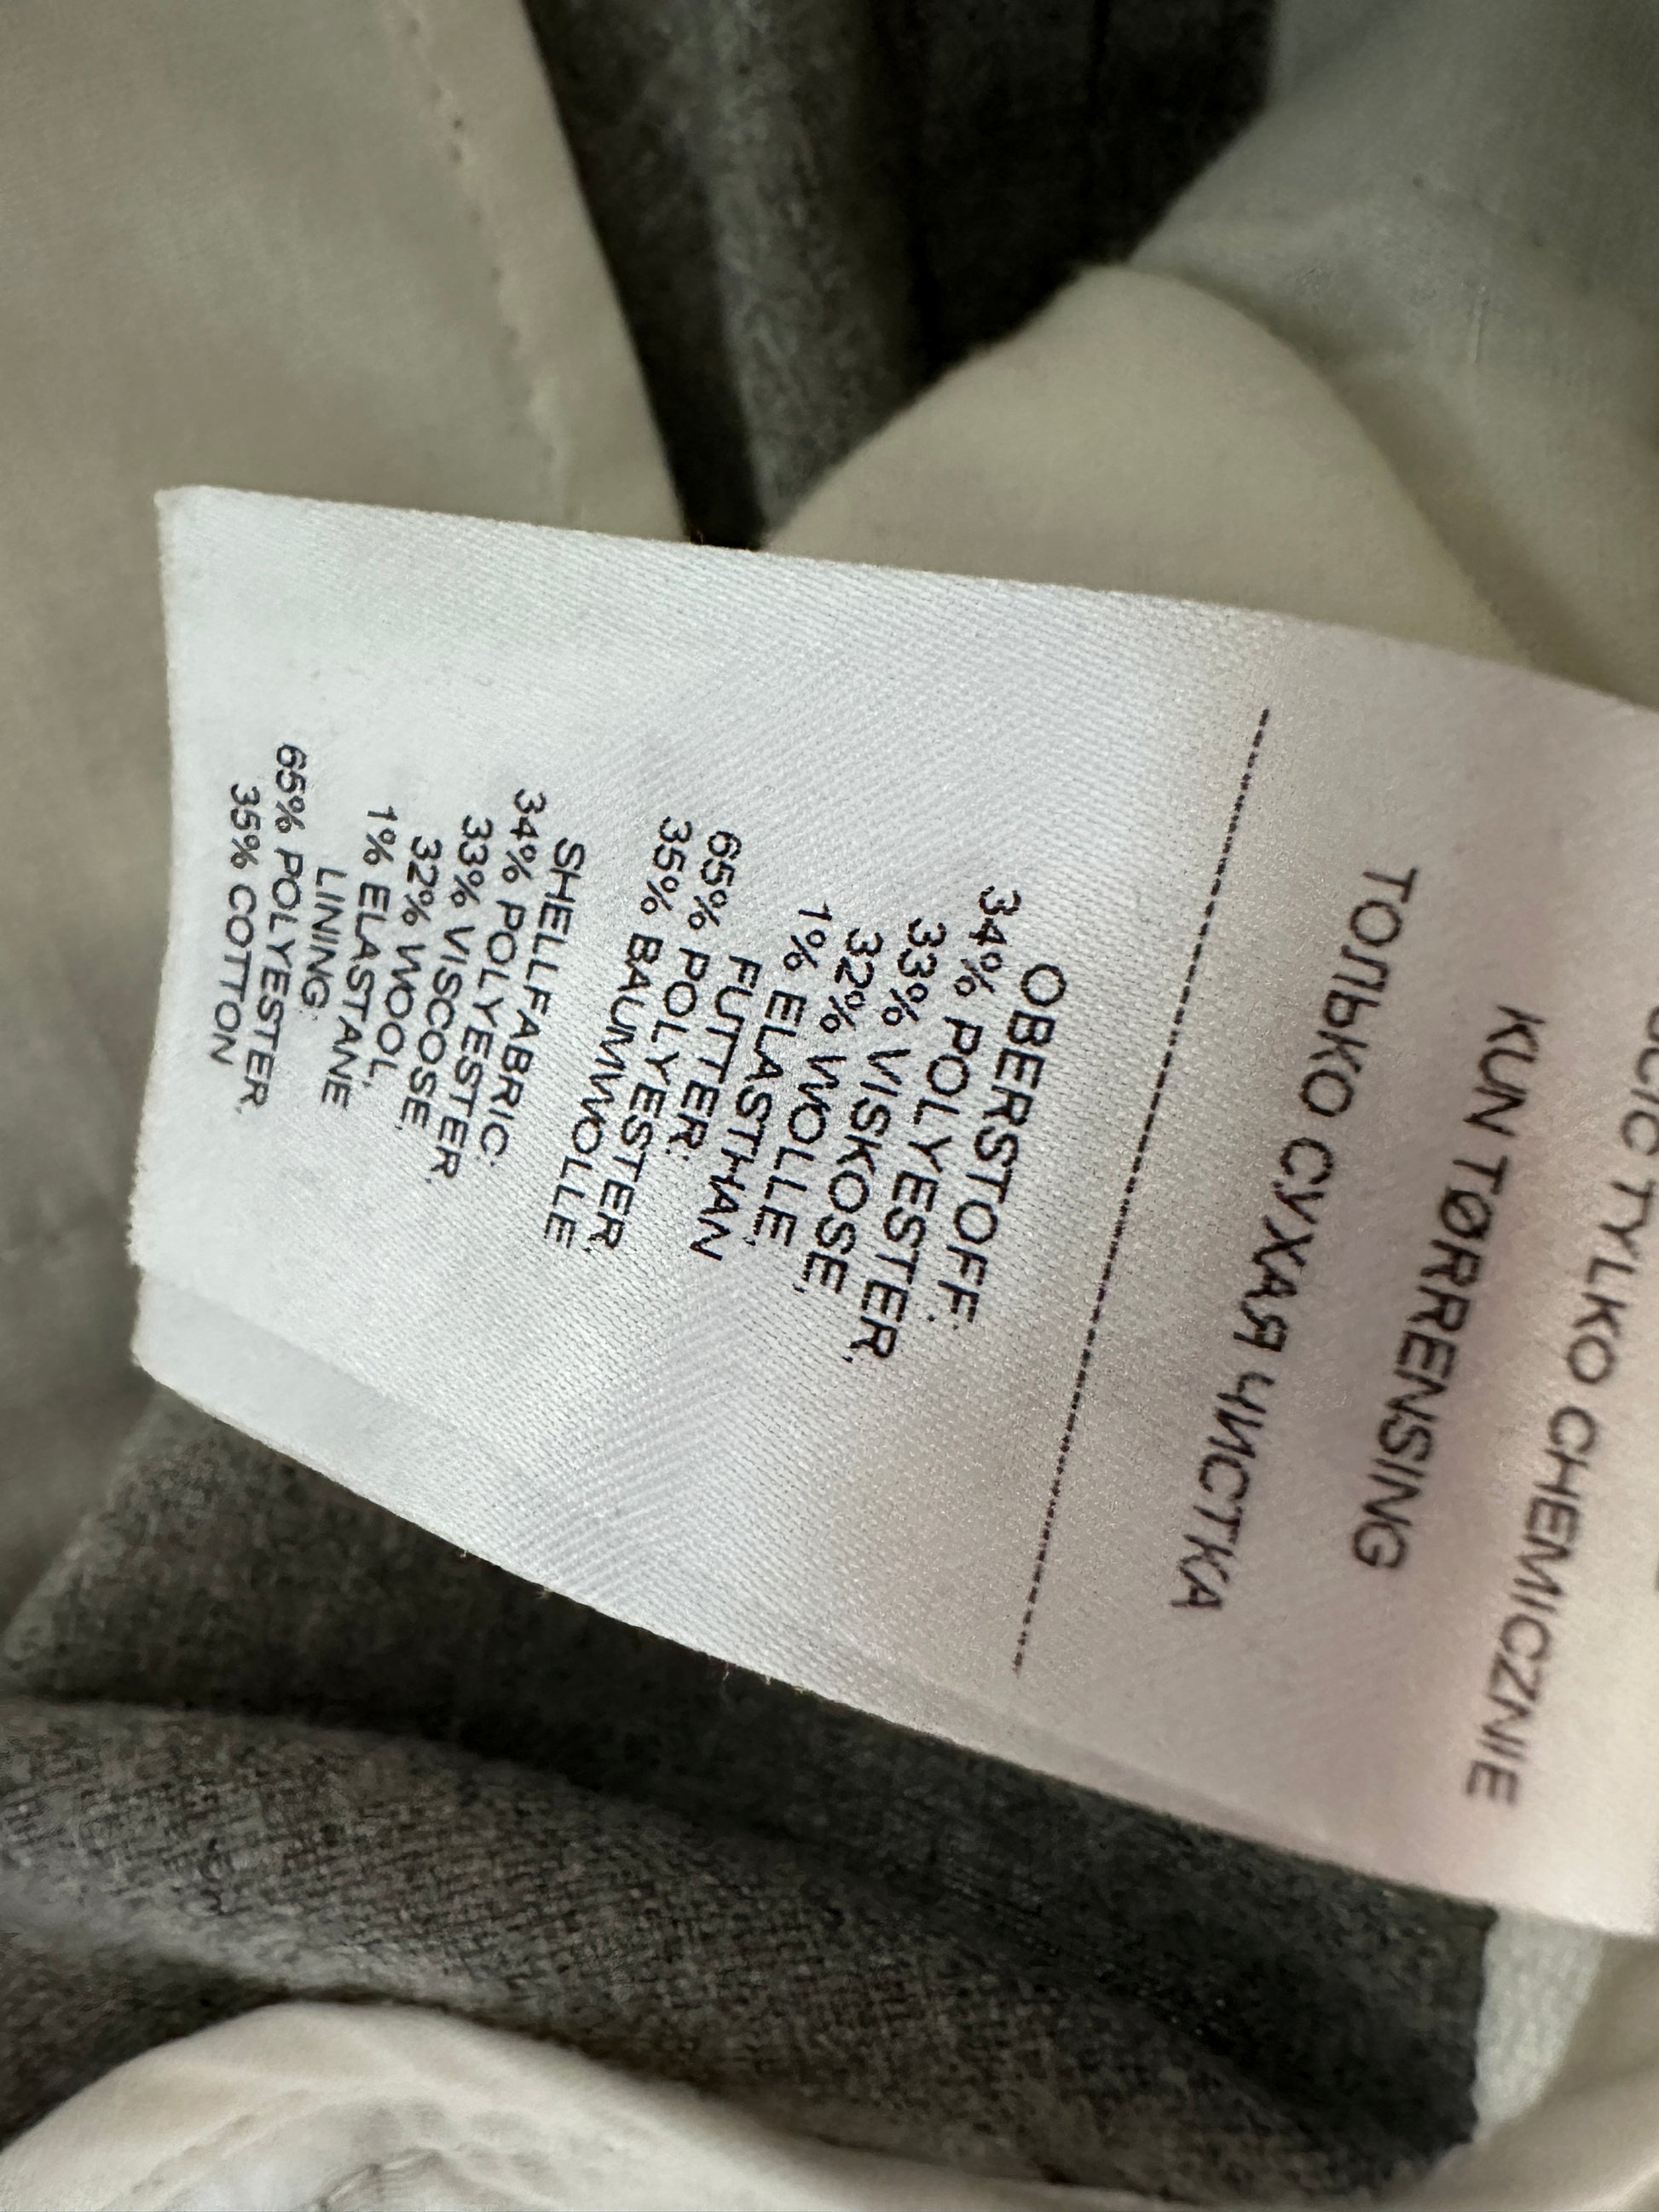 TYLKO CHEMICZNIE
KUN TØRRENSING
ТОЛЬКО СУХАЯ ЧИСТКА
OBERSTOFF:
34% POLYESTER,
33% VISKOSE,
32% WOLLE,
1% ELASTHAN
FUTTER:
65% POLYESTER,
35% BAUMWOLLE
SHELLFABRIC:
34% POLYESTER,
33% VISCOSE,
32% WOOL,
1% ELASTANE
LINING:
65% POLYESTER,
35% COTTON